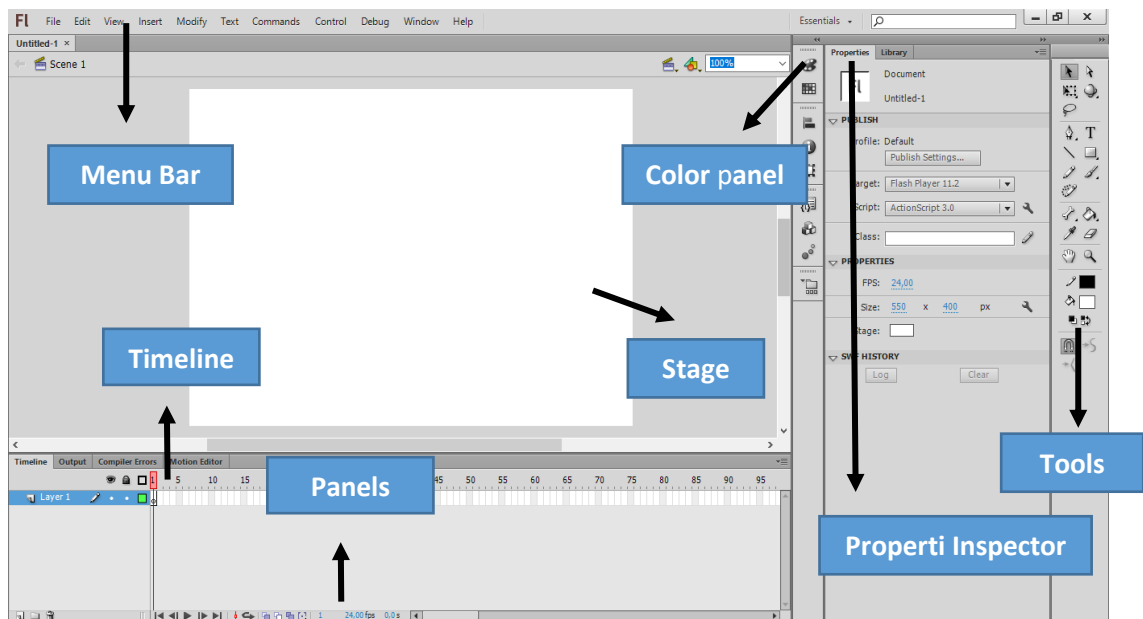 Fl File Edit View Insert Modify Text Commands Control Debug Window Help Essentials
Untitled-1 ×
Scene 1 100%
Properties Library
Fl Document
Untitled-1
PUBLISH
Profile: Default
Publish Settings...
Target: Flash Player 11.2
Script: ActionScript 3.0
Class:
PROPERTIES
FPS: 24,00
Size: 550 x 400 px
Stage:
SWF HISTORY
Log Clear
Menu Bar
Color panel
Timeline
Stage
Tools
Panels
Properti Inspector
Timeline Output Compiler Errors Motion Editor
1 5 10 15 45 50 55 60 65 70 75 80 85 90 95
Layer 1
1 24,00 fps 0,0 s